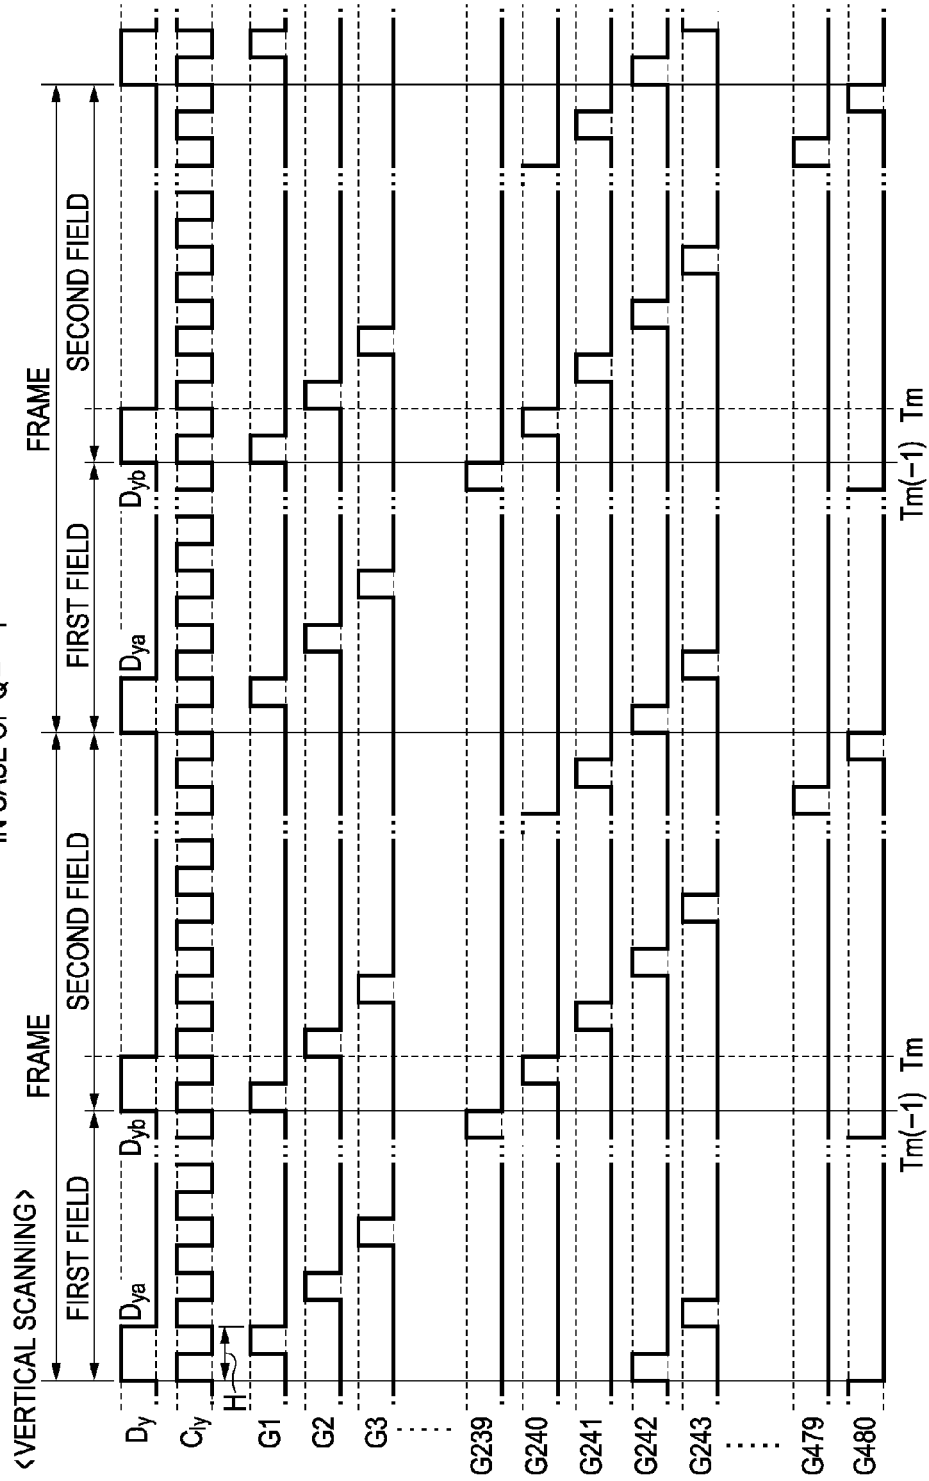 IN CASE OF Q=-1
<VERTICAL SCANNING>
FRAME FRAME
FIRST FIELD SECOND FIELD FIRST FIELD SECOND FIELD
Dy Dya Dyb Dya Dyb
Cly
H
G1
G2
G3
......
G239
G240
G241
G242
G243
......
G479
G480
Tm(−1) Tm Tm(−1) Tm